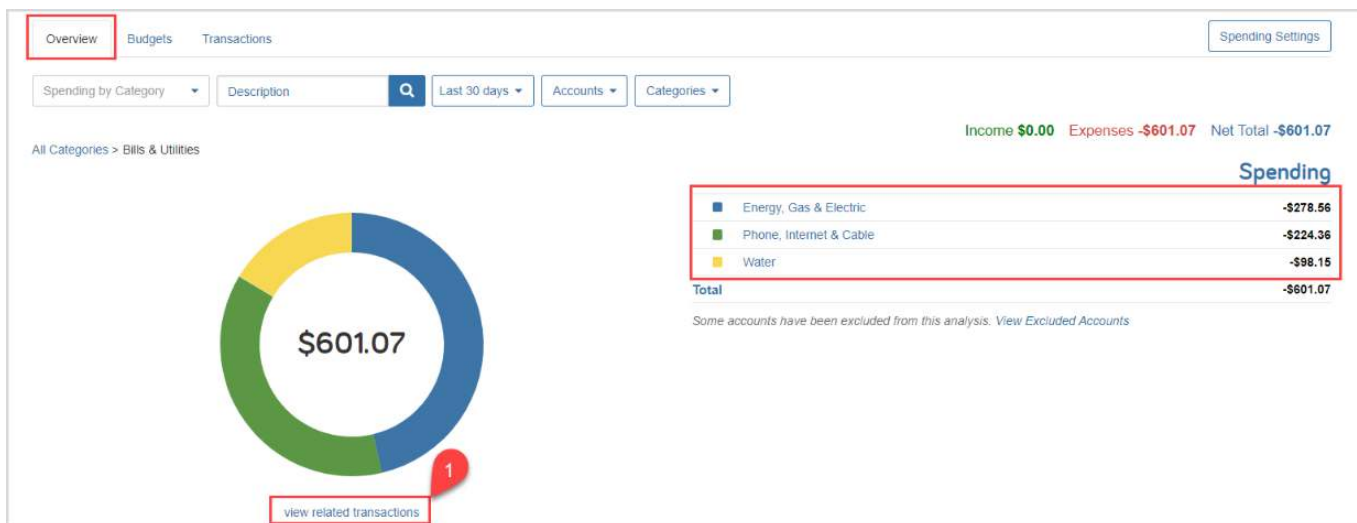 Overview Budgets Transactions Spending Settings
Spending by Category Description Last 30 days Accounts Categories
Income $0.00 Expenses -$601.07 Net Total -$601.07
All Categories > Bills & Utilities
Spending
Energy, Gas & Electric -$278.56
Phone, Internet & Cable -$224.36
Water -$98.15
Total -$601.07
Some accounts have been excluded from this analysis. View Excluded Accounts
$601.07
1
view related transactions